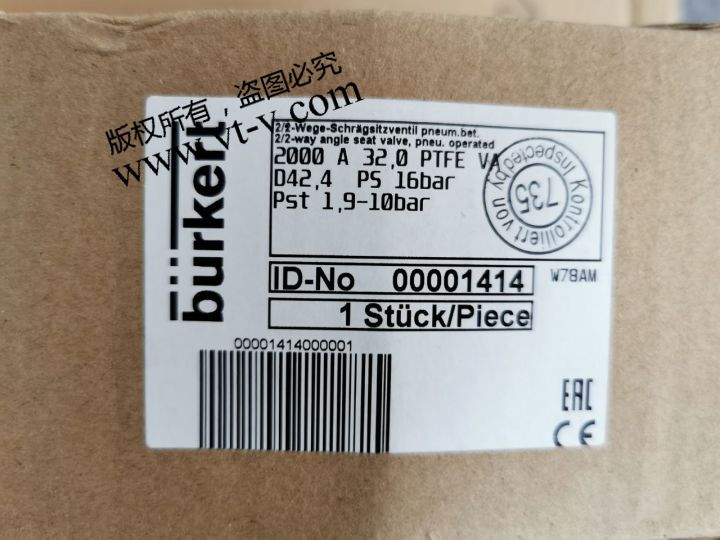 版权所有，盗图必究
www.vt-v.com
bürkert
2/2-Wege-Schrägsitzventil pneum.bet.
2/2-way angle seat valve, pneu. operated
2000 A 32,0 PTFE VA
D42,4 PS 16bar
Pst 1,9-10bar
Kontrolliert von
735
Inspected by
ID-No 00001414
W78AM
1 Stück/Piece
00001414000001
EAC
CE